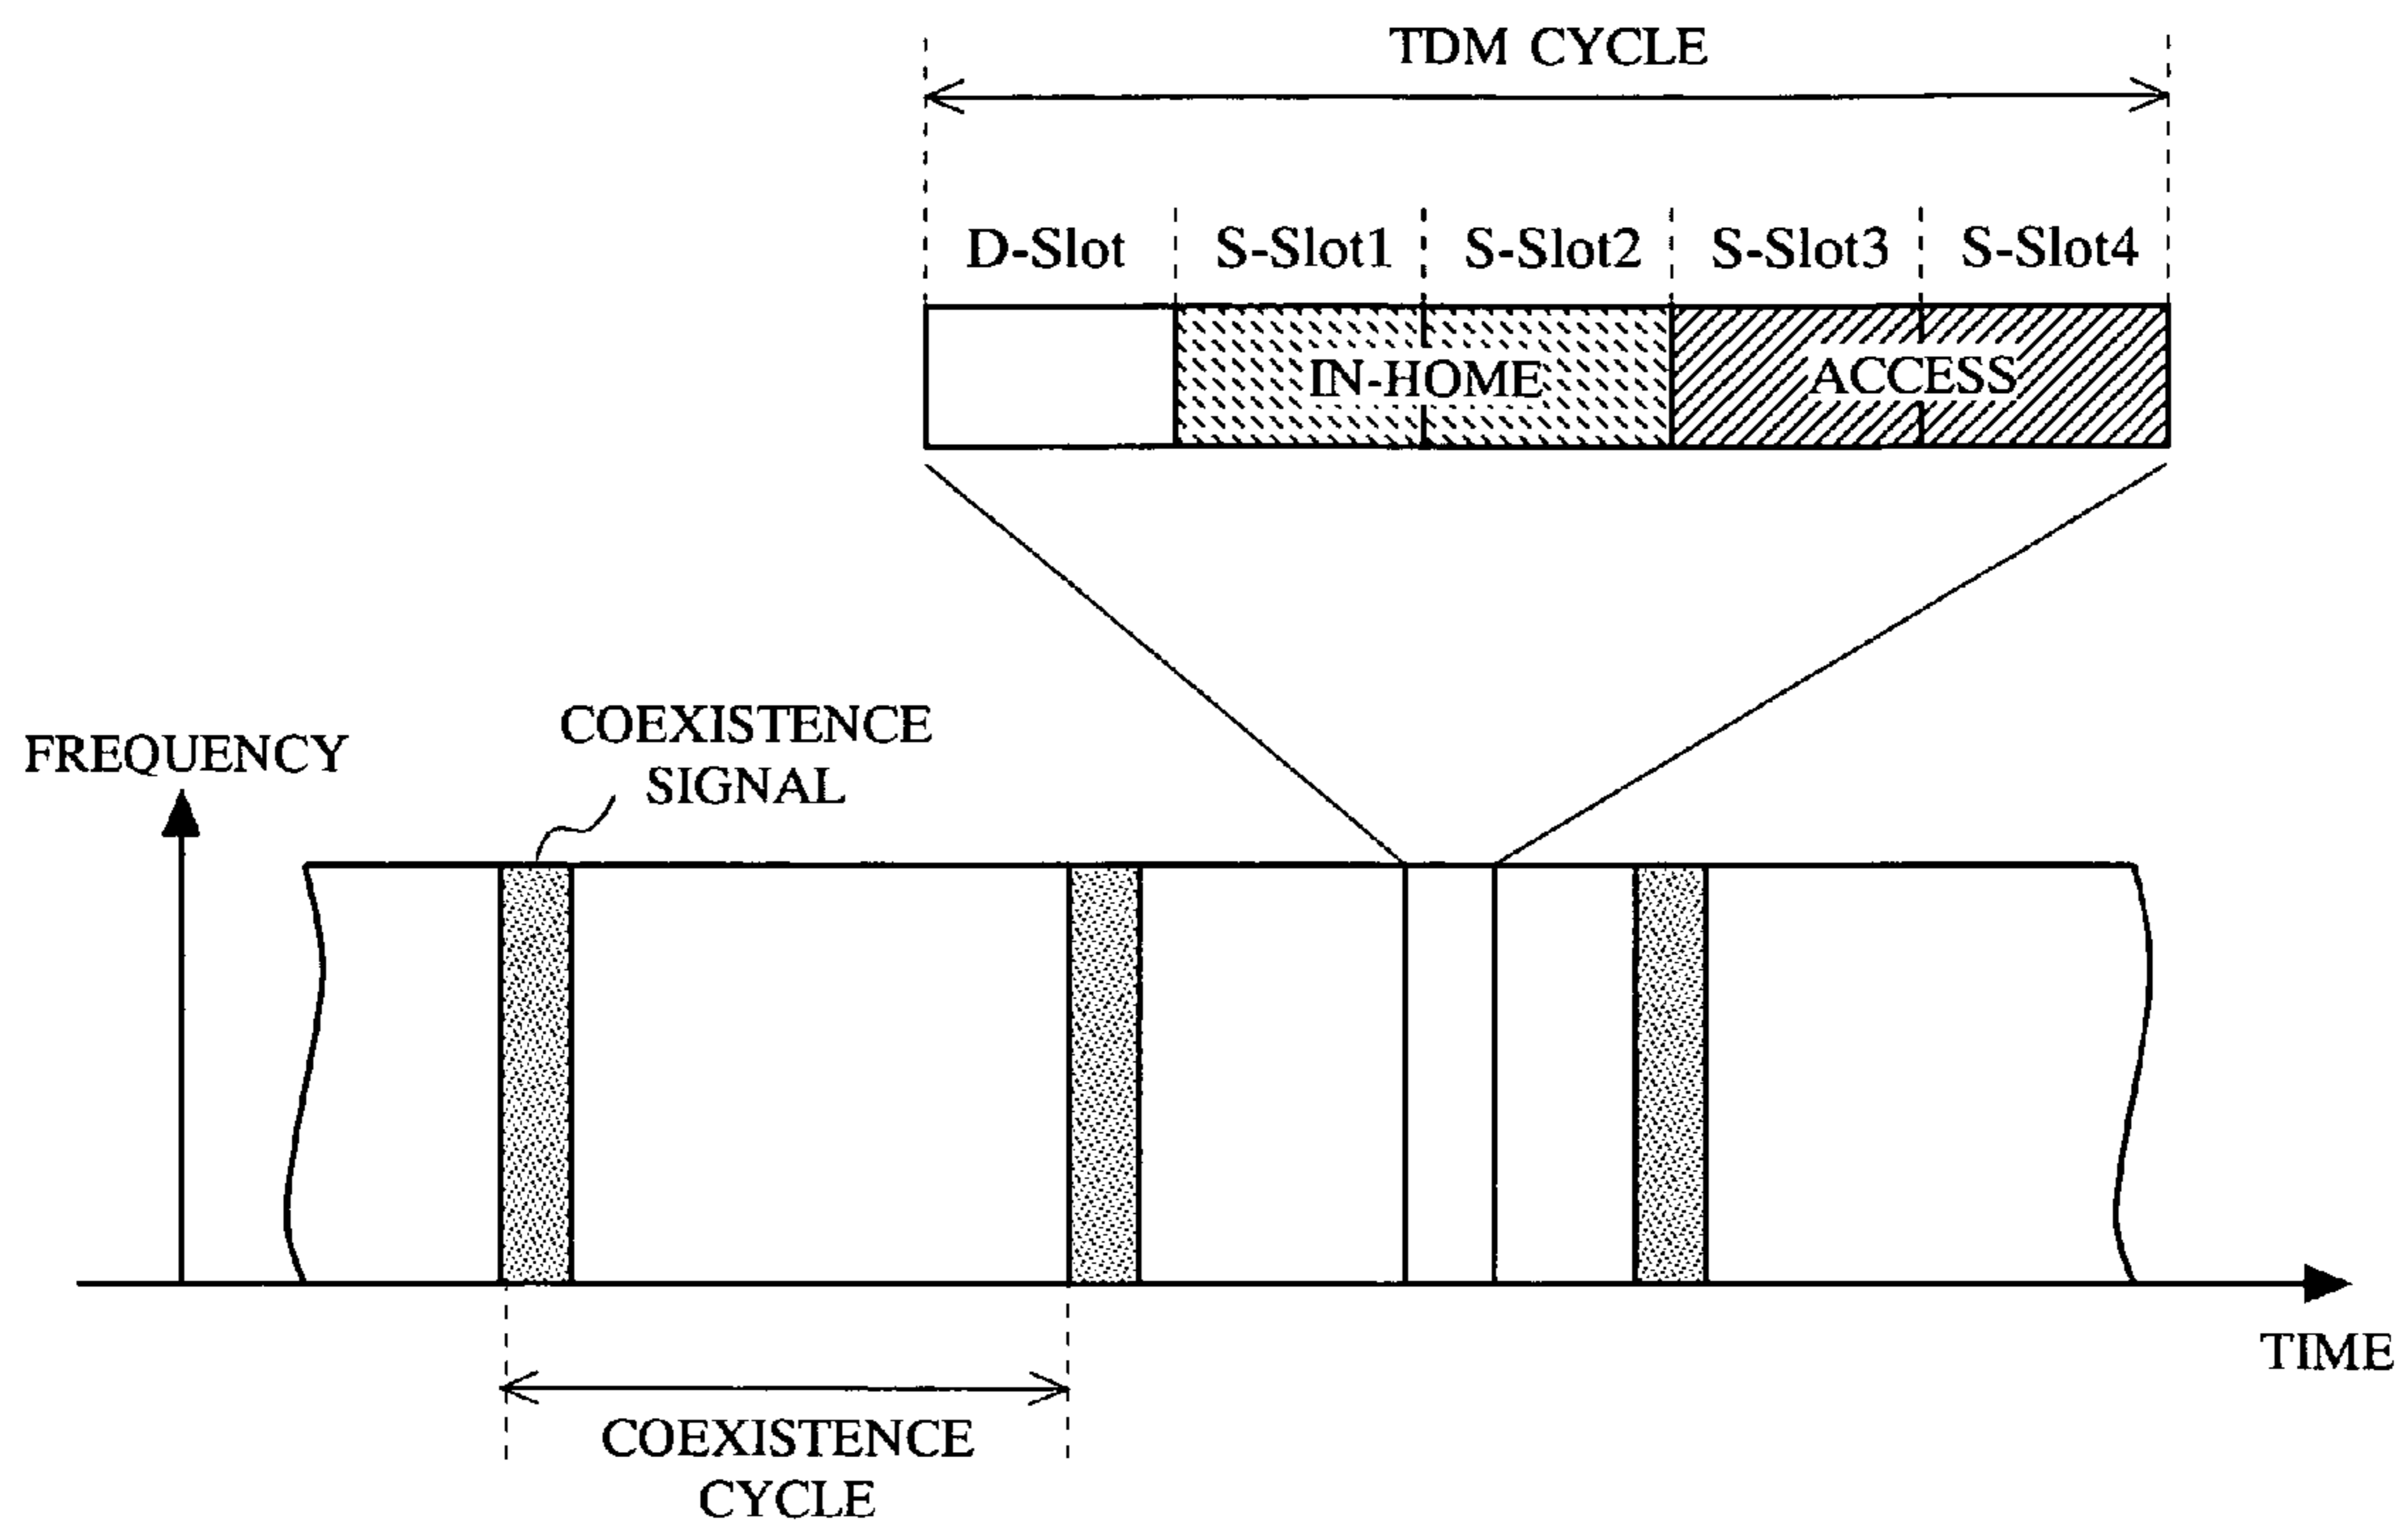 TDM CYCLE
D-Slot S-Slot1 S-Slot2 S-Slot3 S-Slot4
IN-HOME ACCESS
COEXISTENCE
SIGNAL
FREQUENCY
TIME
COEXISTENCE
CYCLE